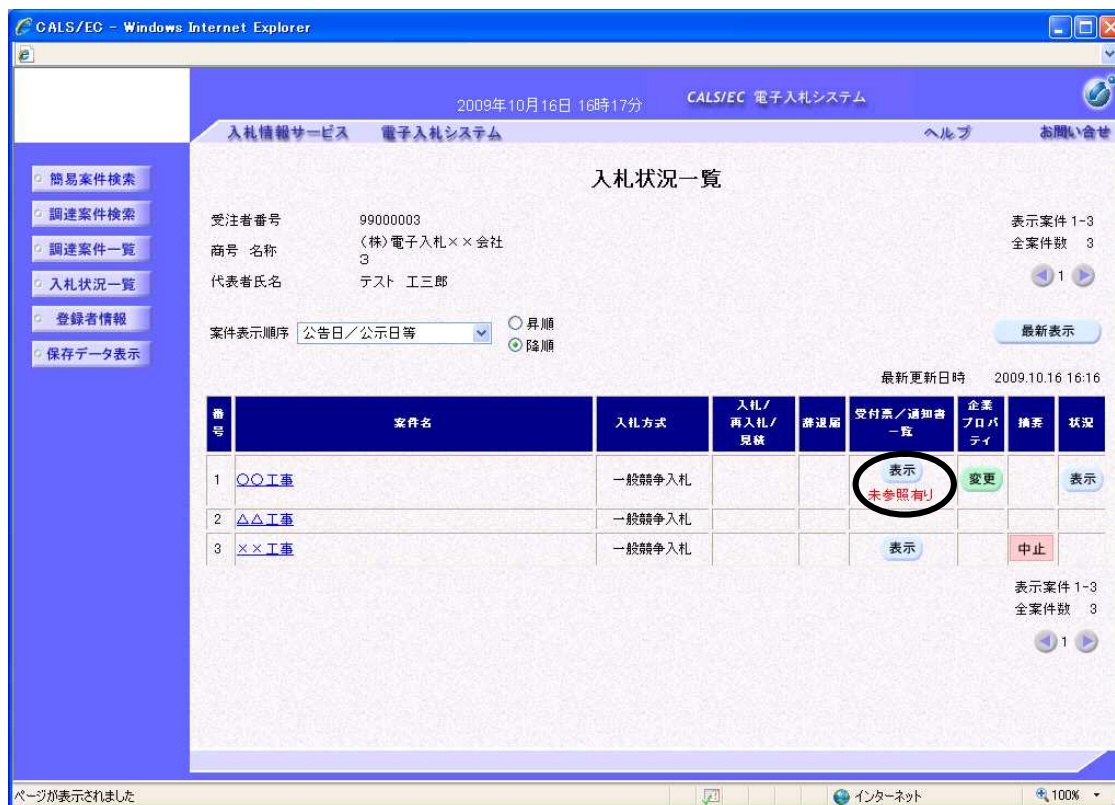 CALS/EC - Windows Internet Explorer
2009年10月16日 16時17分 CALS/EC 電子入札システム
入札情報サービス 電子入札システム ヘルプ お問い合せ
簡易案件検索
調達案件検索
調達案件一覧
入札状況一覧
登録者情報
保存データ表示
入札状況一覧
受注者番号 99000003
商号 名称 (株)電子入札××会社
3
代表者氏名 テスト 工三郎
表示案件 1-3
全案件数 3
1
案件表示順序 公告日/公示日等
昇順
降順
最新表示
最新更新日時 2009.10.16 16:16
番号 案件名 入札方式 入札/再入札/見積 辞退届 受付票/通知書一覧 企業プロパティ 摘要 状況
1 〇〇工事 一般競争入札 表示 未参照有り 変更 表示
2 △△工事 一般競争入札
3 ××工事 一般競争入札 表示 中止
表示案件 1-3
全案件数 3
1
ページが表示されました インターネット 100%